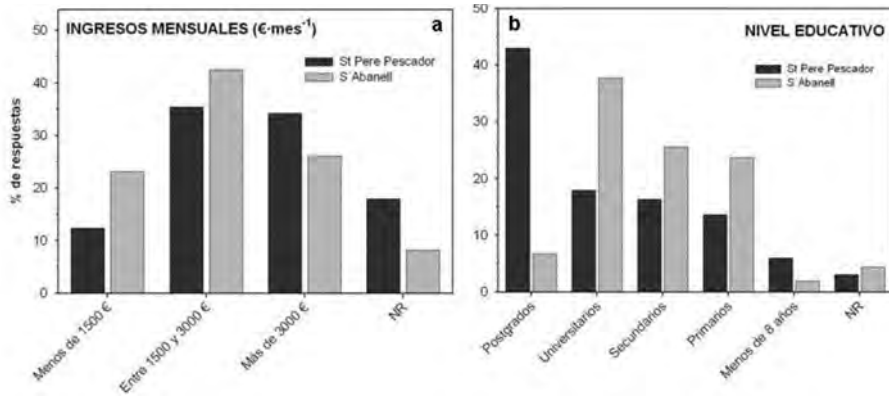 INGRESOS MENSUALES (€·mes⁻¹)
a
St Pere Pescador
S´Abanell
% de respuestas
50
40
30
20
10
0
Menos de 1500 €
Entre 1500 y 3000 €
Más de 3000 €
NR
b
NIVEL EDUCATIVO
St Pere Pescador
S´Abanell
50
40
30
20
10
0
Postgrados
Universitarios
Secundarios
Primarios
Menos de 8 años
NR